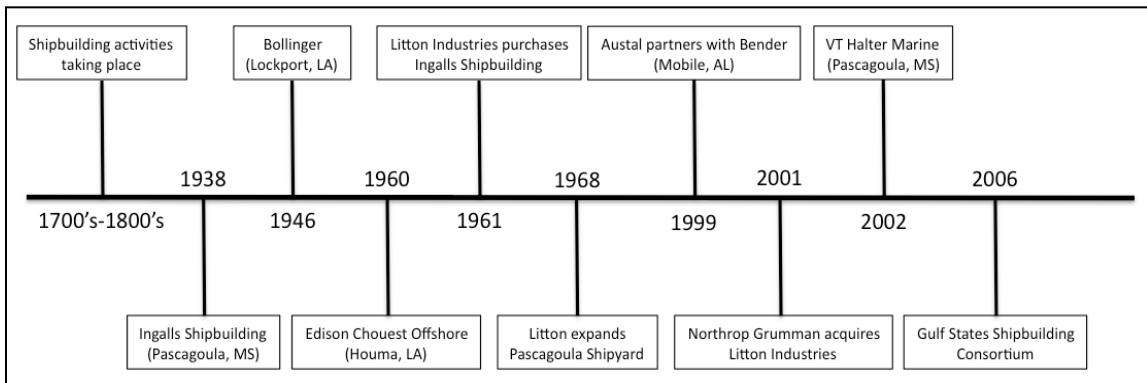 Shipbuilding activities
taking place
Bollinger
(Lockport, LA)
Litton Industries purchases
Ingalls Shipbuilding
Austal partners with Bender
(Mobile, AL)
VT Halter Marine
(Pascagoula, MS)
1938
1960
1968
2001
2006
1700's-1800's
1946
1961
1999
2002
Ingalls Shipbuilding
(Pascagoula, MS)
Edison Chouest Offshore
(Houma, LA)
Litton expands
Pascagoula Shipyard
Northrop Grumman acquires
Litton Industries
Gulf States Shipbuilding
Consortium